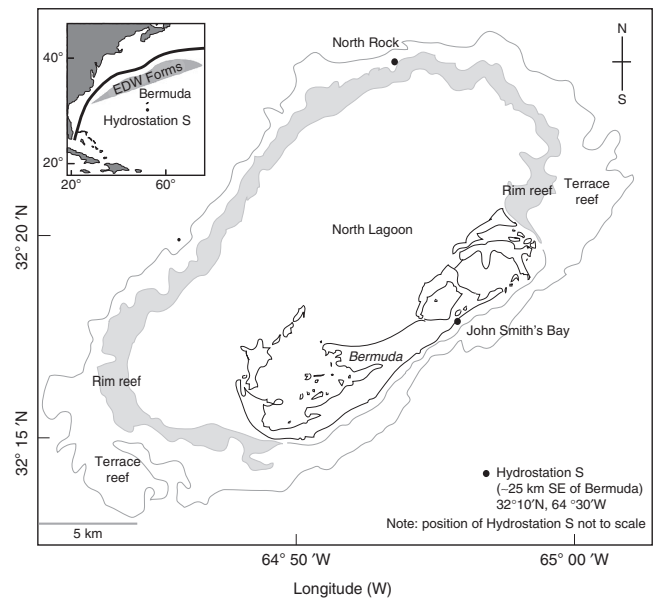 40°
20°
20°
60°
EDW Forms
Bermuda
Hydrostation S
North Rock
N
S
Rim reef
Terrace
reef
North Lagoon
32° 20 ′N
John Smith's Bay
Bermuda
Rim reef
32° 15 ′N
Terrace
reef
Hydrostation S
(~25 km SE of Bermuda)
32°10′N, 64 °30′W
Note: position of Hydrostation S not to scale
5 km
64° 50 ′W
65° 00 ′W
Longitude (W)